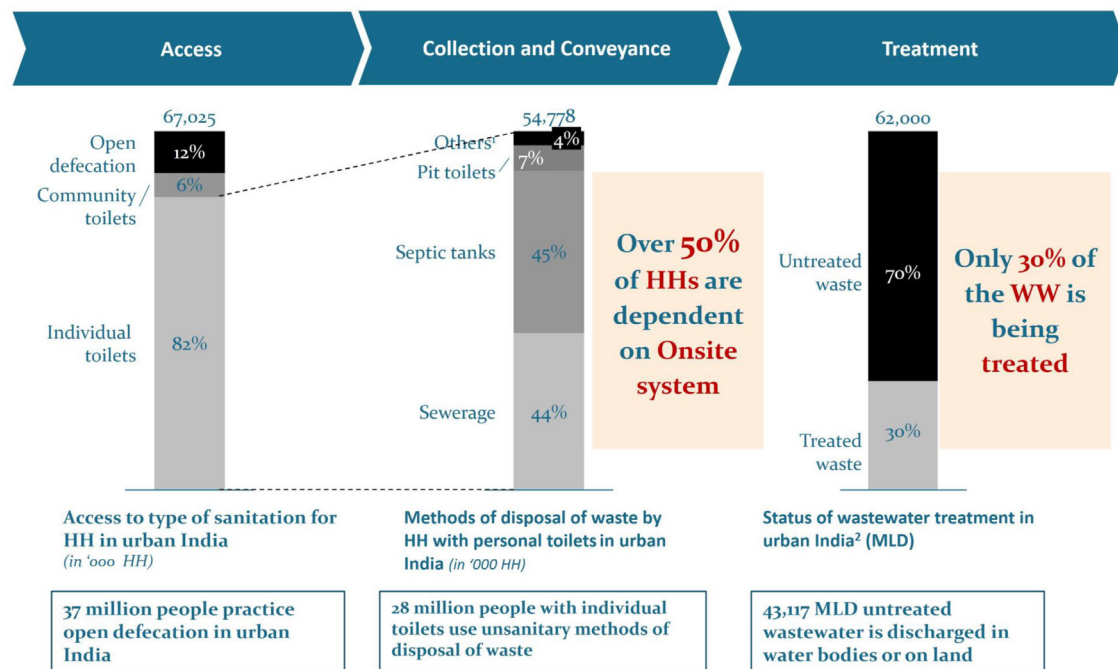 Access
Collection and Conveyance
Treatment
67,025
Open
defecation
12%
Community
toilets
6%
Individual
toilets
82%
54,778
Others¹
4%
Pit toilets
7%
Septic tanks
45%
Sewerage
44%
Over 50%
of HHs are
dependent
on Onsite
system
62,000
Untreated
waste
70%
Treated
waste
30%
Only 30% of
the WW is
being
treated
Access to type of sanitation for
HH in urban India
(in ‘000 HH)
Methods of disposal of waste by
HH with personal toilets in urban
India (in ‘000 HH)
Status of wastewater treatment in
urban India² (MLD)
37 million people practice
open defecation in urban
India
28 million people with individual
toilets use unsanitary methods of
disposal of waste
43,117 MLD untreated
wastewater is discharged in
water bodies or on land